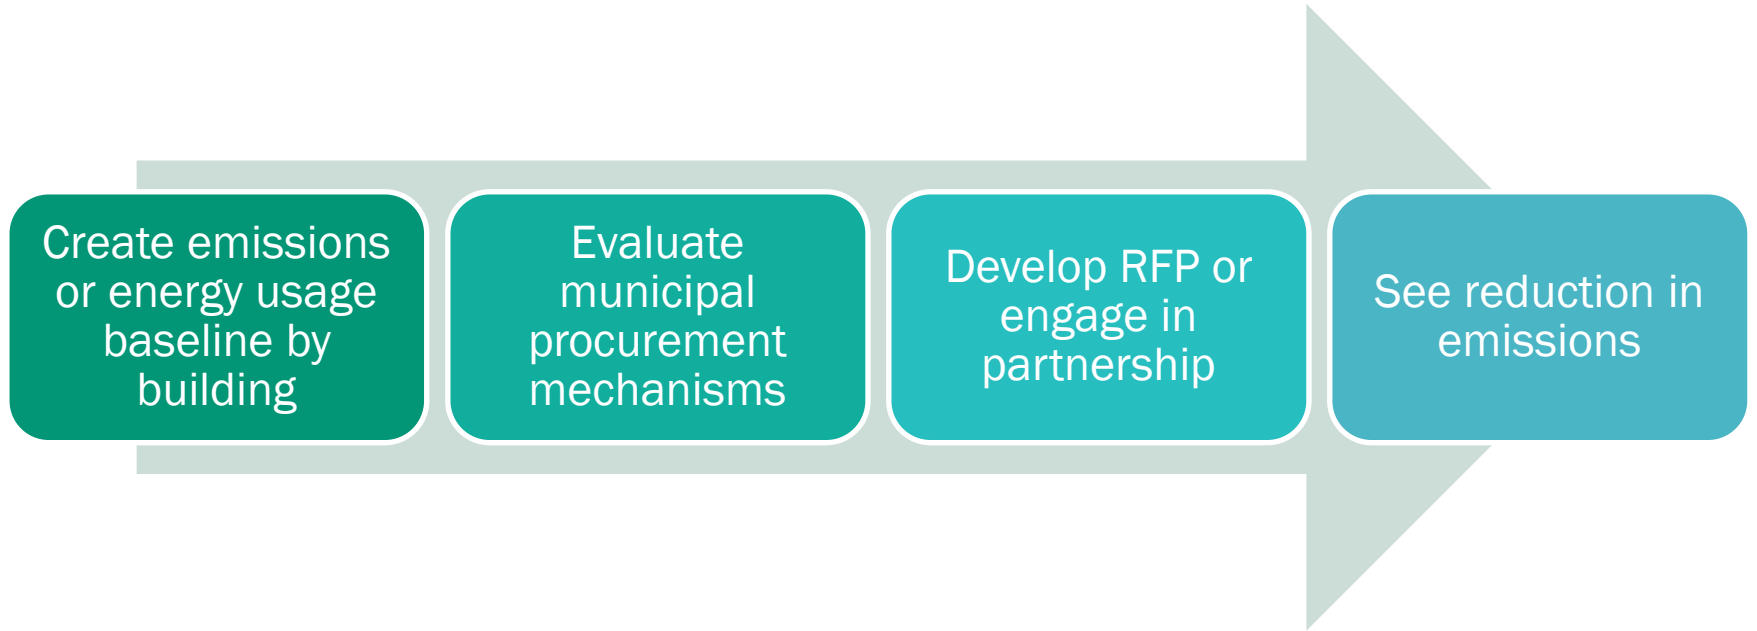 Create emissions
or energy usage
baseline by
building
Evaluate
municipal
procurement
mechanisms
Develop RFP or
engage in
partnership
See reduction in
emissions